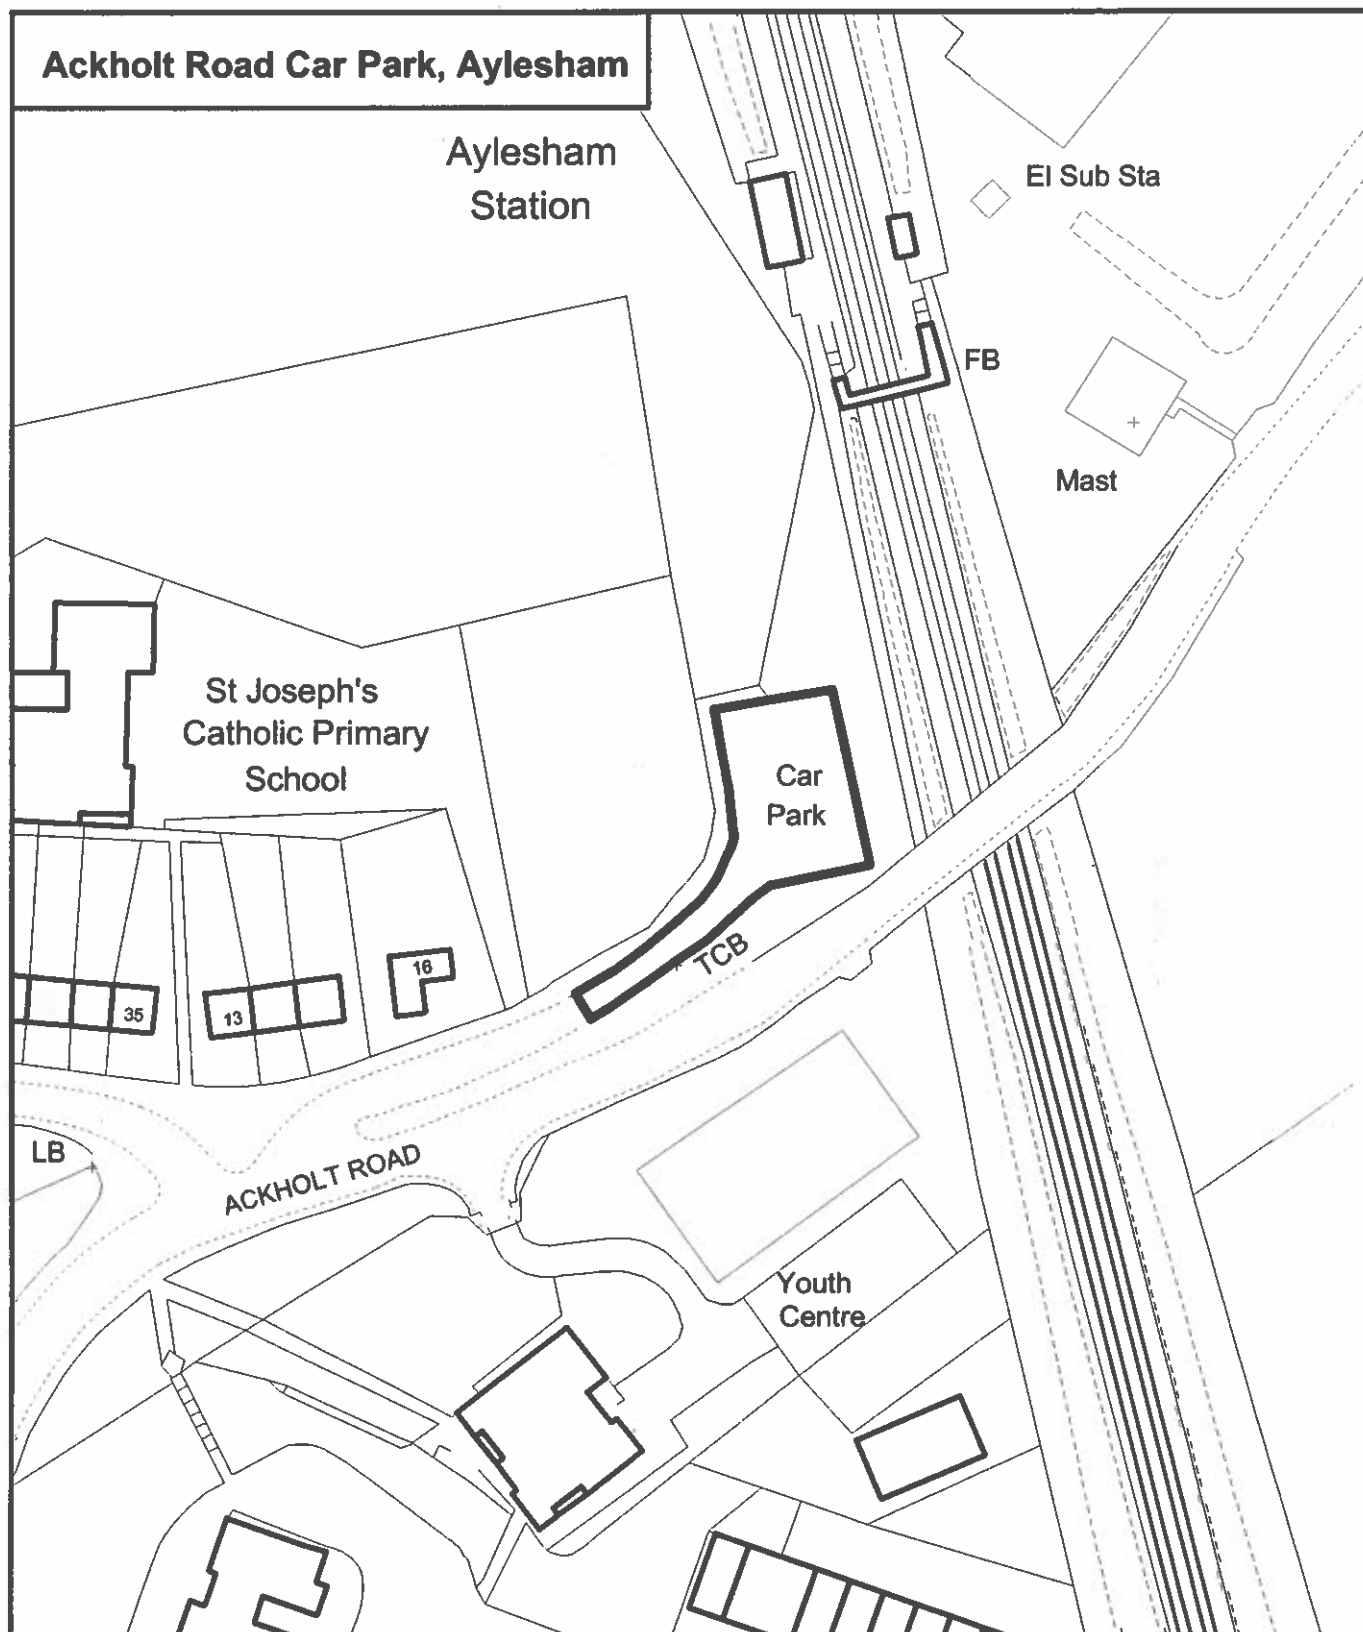 Ackholt Road Car Park, Aylesham
Aylesham
Station
El Sub Sta
FB
Mast
St Joseph's
Catholic Primary
School
Car
Park
TCB
16
35
13
LB
ACKHOLT ROAD
Youth
Centre